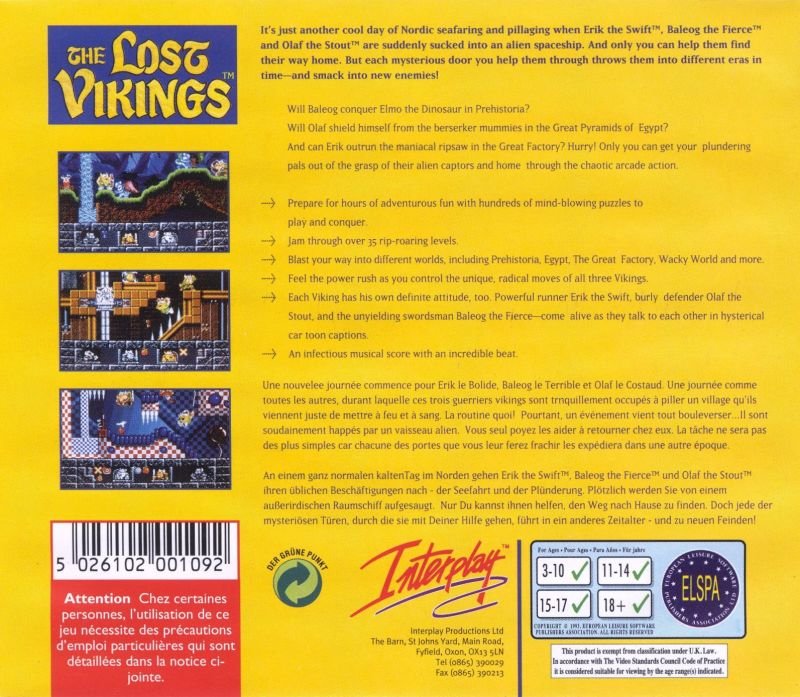 THE LOST
VIKINGS™
It's just another cool day of Nordic seafaring and pillaging when Erik the Swift™, Baleog the Fierce™
and Olaf the Stout™ are suddenly sucked into an alien spaceship. And only you can help them find
their way home. But each mysterious door you help them through throws them into different eras in
time—and smack into new enemies!
Will Baleog conquer Elmo the Dinosaur in Prehistoria?
Will Olaf shield himself from the berserker mummies in the Great Pyramids of Egypt?
And can Erik outrun the maniacal ripsaw in the Great Factory? Hurry! Only you can get your plundering
pals out of the grasp of their alien captors and home through the chaotic arcade action.
Prepare for hours of adventurous fun with hundreds of mind-blowing puzzles to
play and conquer.
Jam through over 35 rip-roaring levels.
Blast your way into different worlds, including Prehistoria, Egypt, The Great Factory, Wacky World and more.
Feel the power rush as you control the unique, radical moves of all three Vikings.
Each Viking has his own definite attitude, too. Powerful runner Erik the Swift, burly defender Olaf the
Stout, and the unyielding swordsman Baleog the Fierce—come alive as they talk to each other in hysterical
car toon captions.
An infectious musical score with an incredible beat.
Une nouvelee journée commence pour Erik le Bolide, Baleog le Terrible et Olaf le Costaud. Une journée comme
toutes les autres, durant laquelle ces trois guerriers vikings sont trnquillement occupés à piller un village qu'ils
viennent juste de mettre à feu et à sang. La routine quoi! Pourtant, un événement vient tout bouleverser...Il sont
soudainement happés par un vaisseau alien. Vous seul poyez les aider à retourner chez eux. La tâche ne sera pas
des plus simples car chacune des portes que vous leur ferez frachir les expédiera dans une autre époque.
An einem ganz normalen kaltenTag im Norden gehen Erik the Swift™, Baleog the Fierce™ und Olaf the Stout™
ihren üblichen Beschäftigungen nach - der Seefahrt und der Plünderung. Plötzlich werden Sie von einem
außerirdischen Raumschiff aufgesaugt. Nur Du kannst ihnen helfen, den Weg nach Hause zu finden. Doch jede der
mysteriösen Türen, durch die sie mit Deiner Hilfe gehen, führt in ein anderes Zeitalter - und zu neuen Feinden!
5 026102 001092
Attention Chez certaines
personnes, l'utilisation de ce
jeu nécessite des précautions
d'emploi particulières qui sont
détaillées dans la notice ci-
jointe.
DER GRÜNE PUNKT
Interplay™
Interplay Productions Ltd
The Barn, St Johns Yard, Main Road,
Fyfield, Oxon, OX13 5LN
Tel (0865) 390029
Fax (0865) 390213
For Ages • Pour Ages • Para Años • Für jahre
3-10
11-14
15-17
18+
EUROPEAN LEISURE SOFTWARE
ELSPA
PUBLISHERS ASSOCIATION LTD
COPYRIGHT © 1993. EUROPEAN LEISURE SOFTWARE
PUBLISHERS ASSOCIATION. ALL RIGHTS RESERVED
This product is exempt from classification under U.K. Law.
In accordance with The Video Standards Council Code of Practice
it is considered suitable for viewing by the age range(s) indicated.